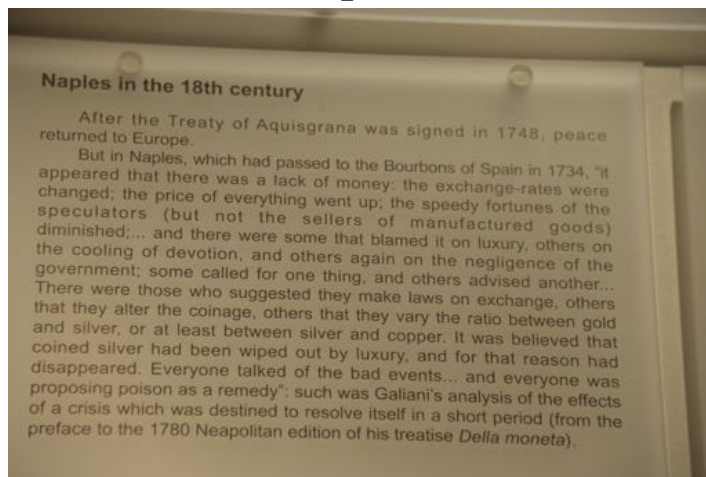 Naples in the 18th century
After the Treaty of Aquisgrana was signed in 1748, peace
returned to Europe.
But in Naples, which had passed to the Bourbons of Spain in 1734, "it
appeared that there was a lack of money: the exchange-rates were
changed; the price of everything went up; the speedy fortunes of the
speculators (but not the sellers of manufactured goods)
diminished;... and there were some that blamed it on luxury, others on
the cooling of devotion, and others again on the negligence of the
government; some called for one thing, and others advised another...
There were those who suggested they make laws on exchange, others
that they alter the coinage, others that they vary the ratio between gold
and silver, or at least between silver and copper. It was believed that
coined silver had been wiped out by luxury, and for that reason had
disappeared. Everyone talked of the bad events... and everyone was
proposing poison as a remedy": such was Galiani's analysis of the effects
of a crisis which was destined to resolve itself in a short period (from the
preface to the 1780 Neapolitan edition of his treatise Della moneta).